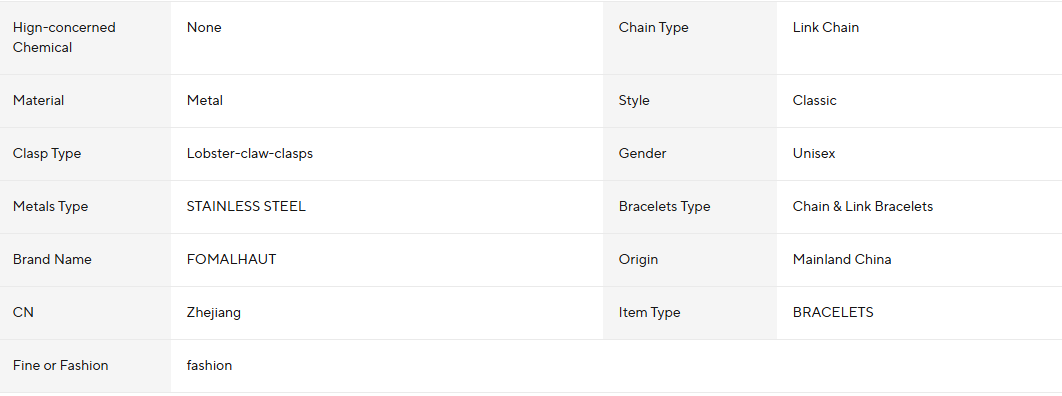 Hign-concerned
Chemical
None
Chain Type
Link Chain
Material
Metal
Style
Classic
Clasp Type
Lobster-claw-clasps
Gender
Unisex
Metals Type
STAINLESS STEEL
Bracelets Type
Chain & Link Bracelets
Brand Name
FOMALHAUT
Origin
Mainland China
CN
Zhejiang
Item Type
BRACELETS
Fine or Fashion
fashion